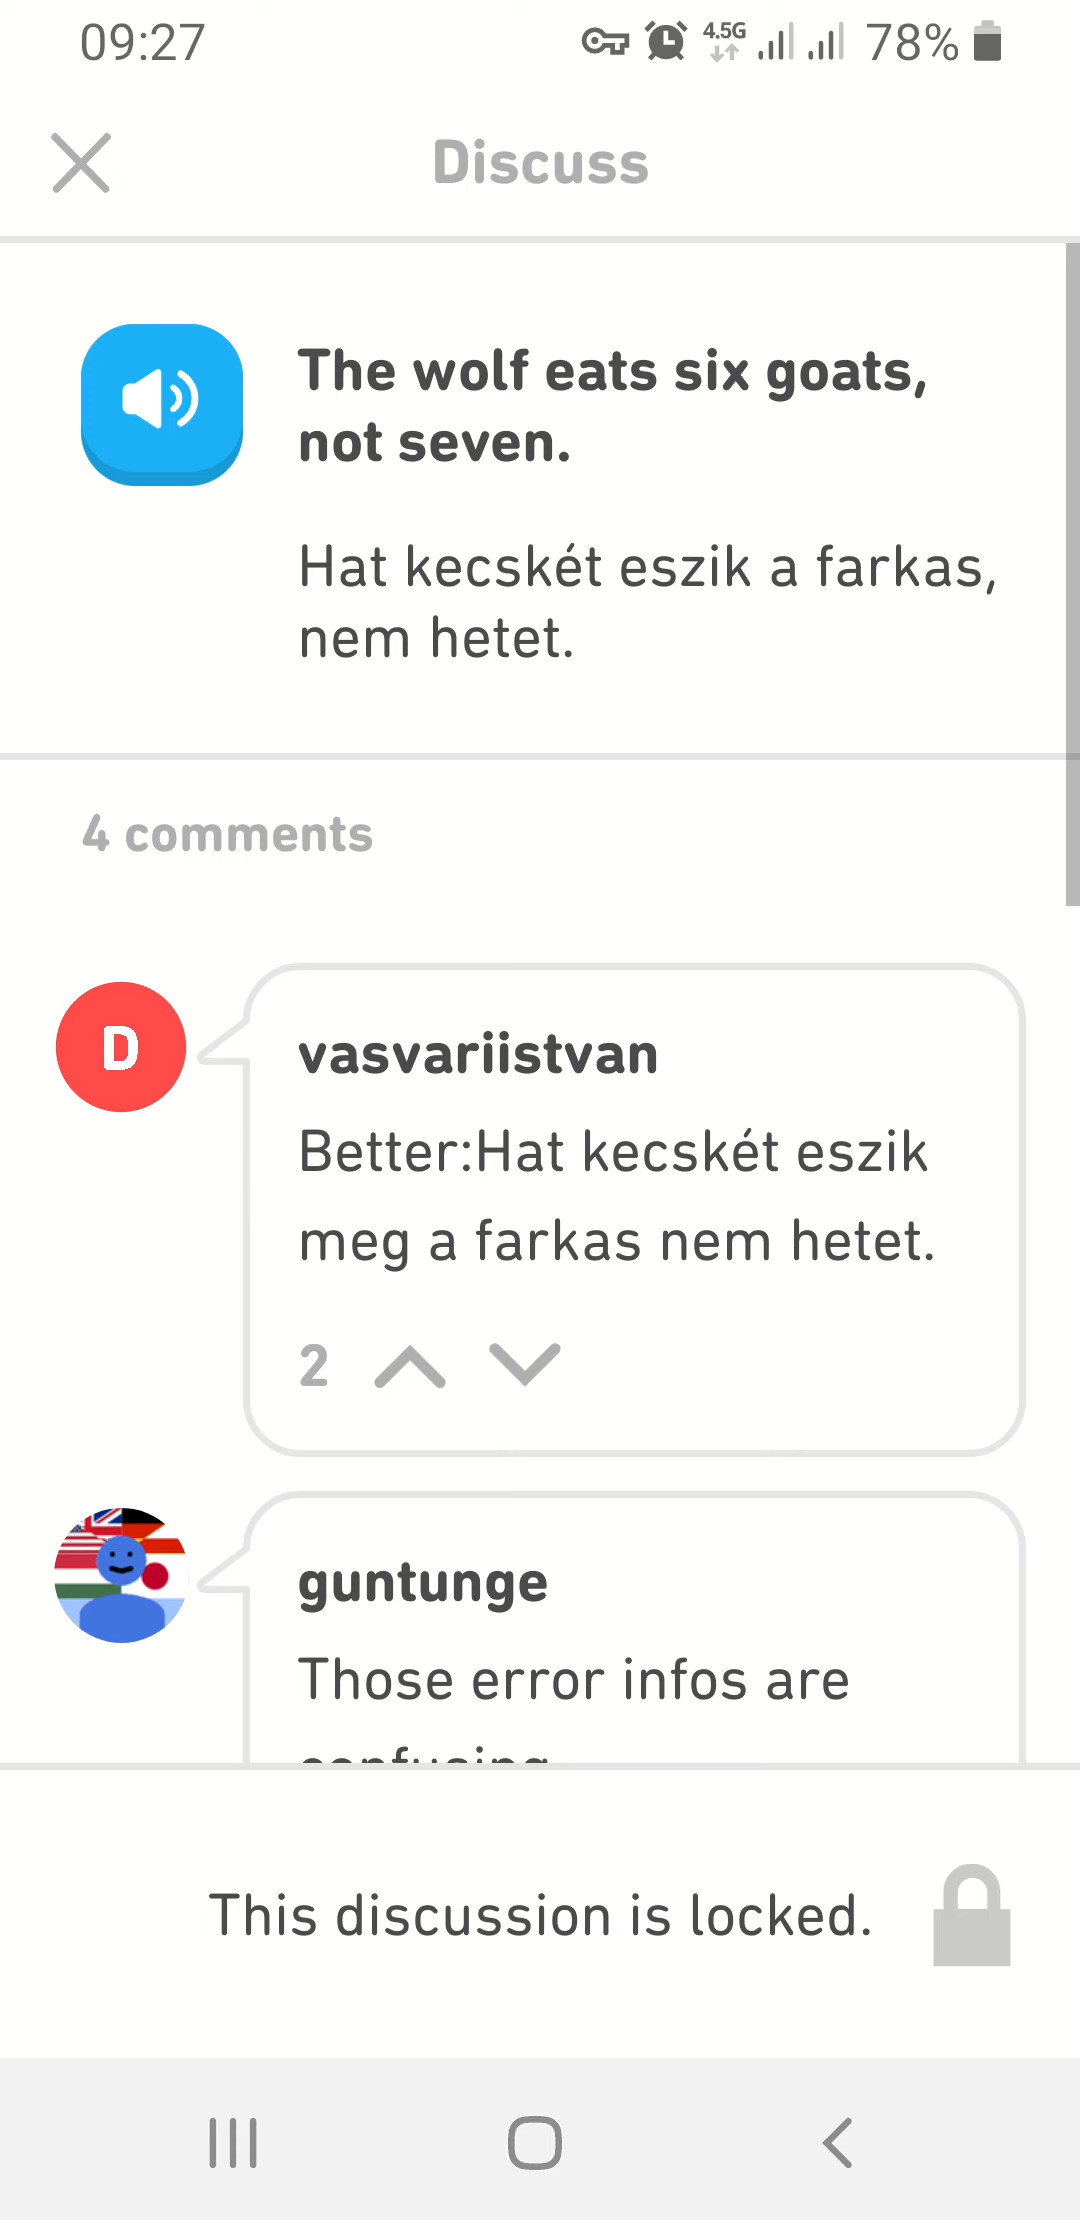 09:27
4.5G
78%
Discuss
The wolf eats six goats,
not seven.
Hat kecskét eszik a farkas,
nem hetet.
4 comments
D
vasvariistvan
Better:Hat kecskét eszik
meg a farkas nem hetet.
2
guntunge
Those error infos are
confusing
This discussion is locked.